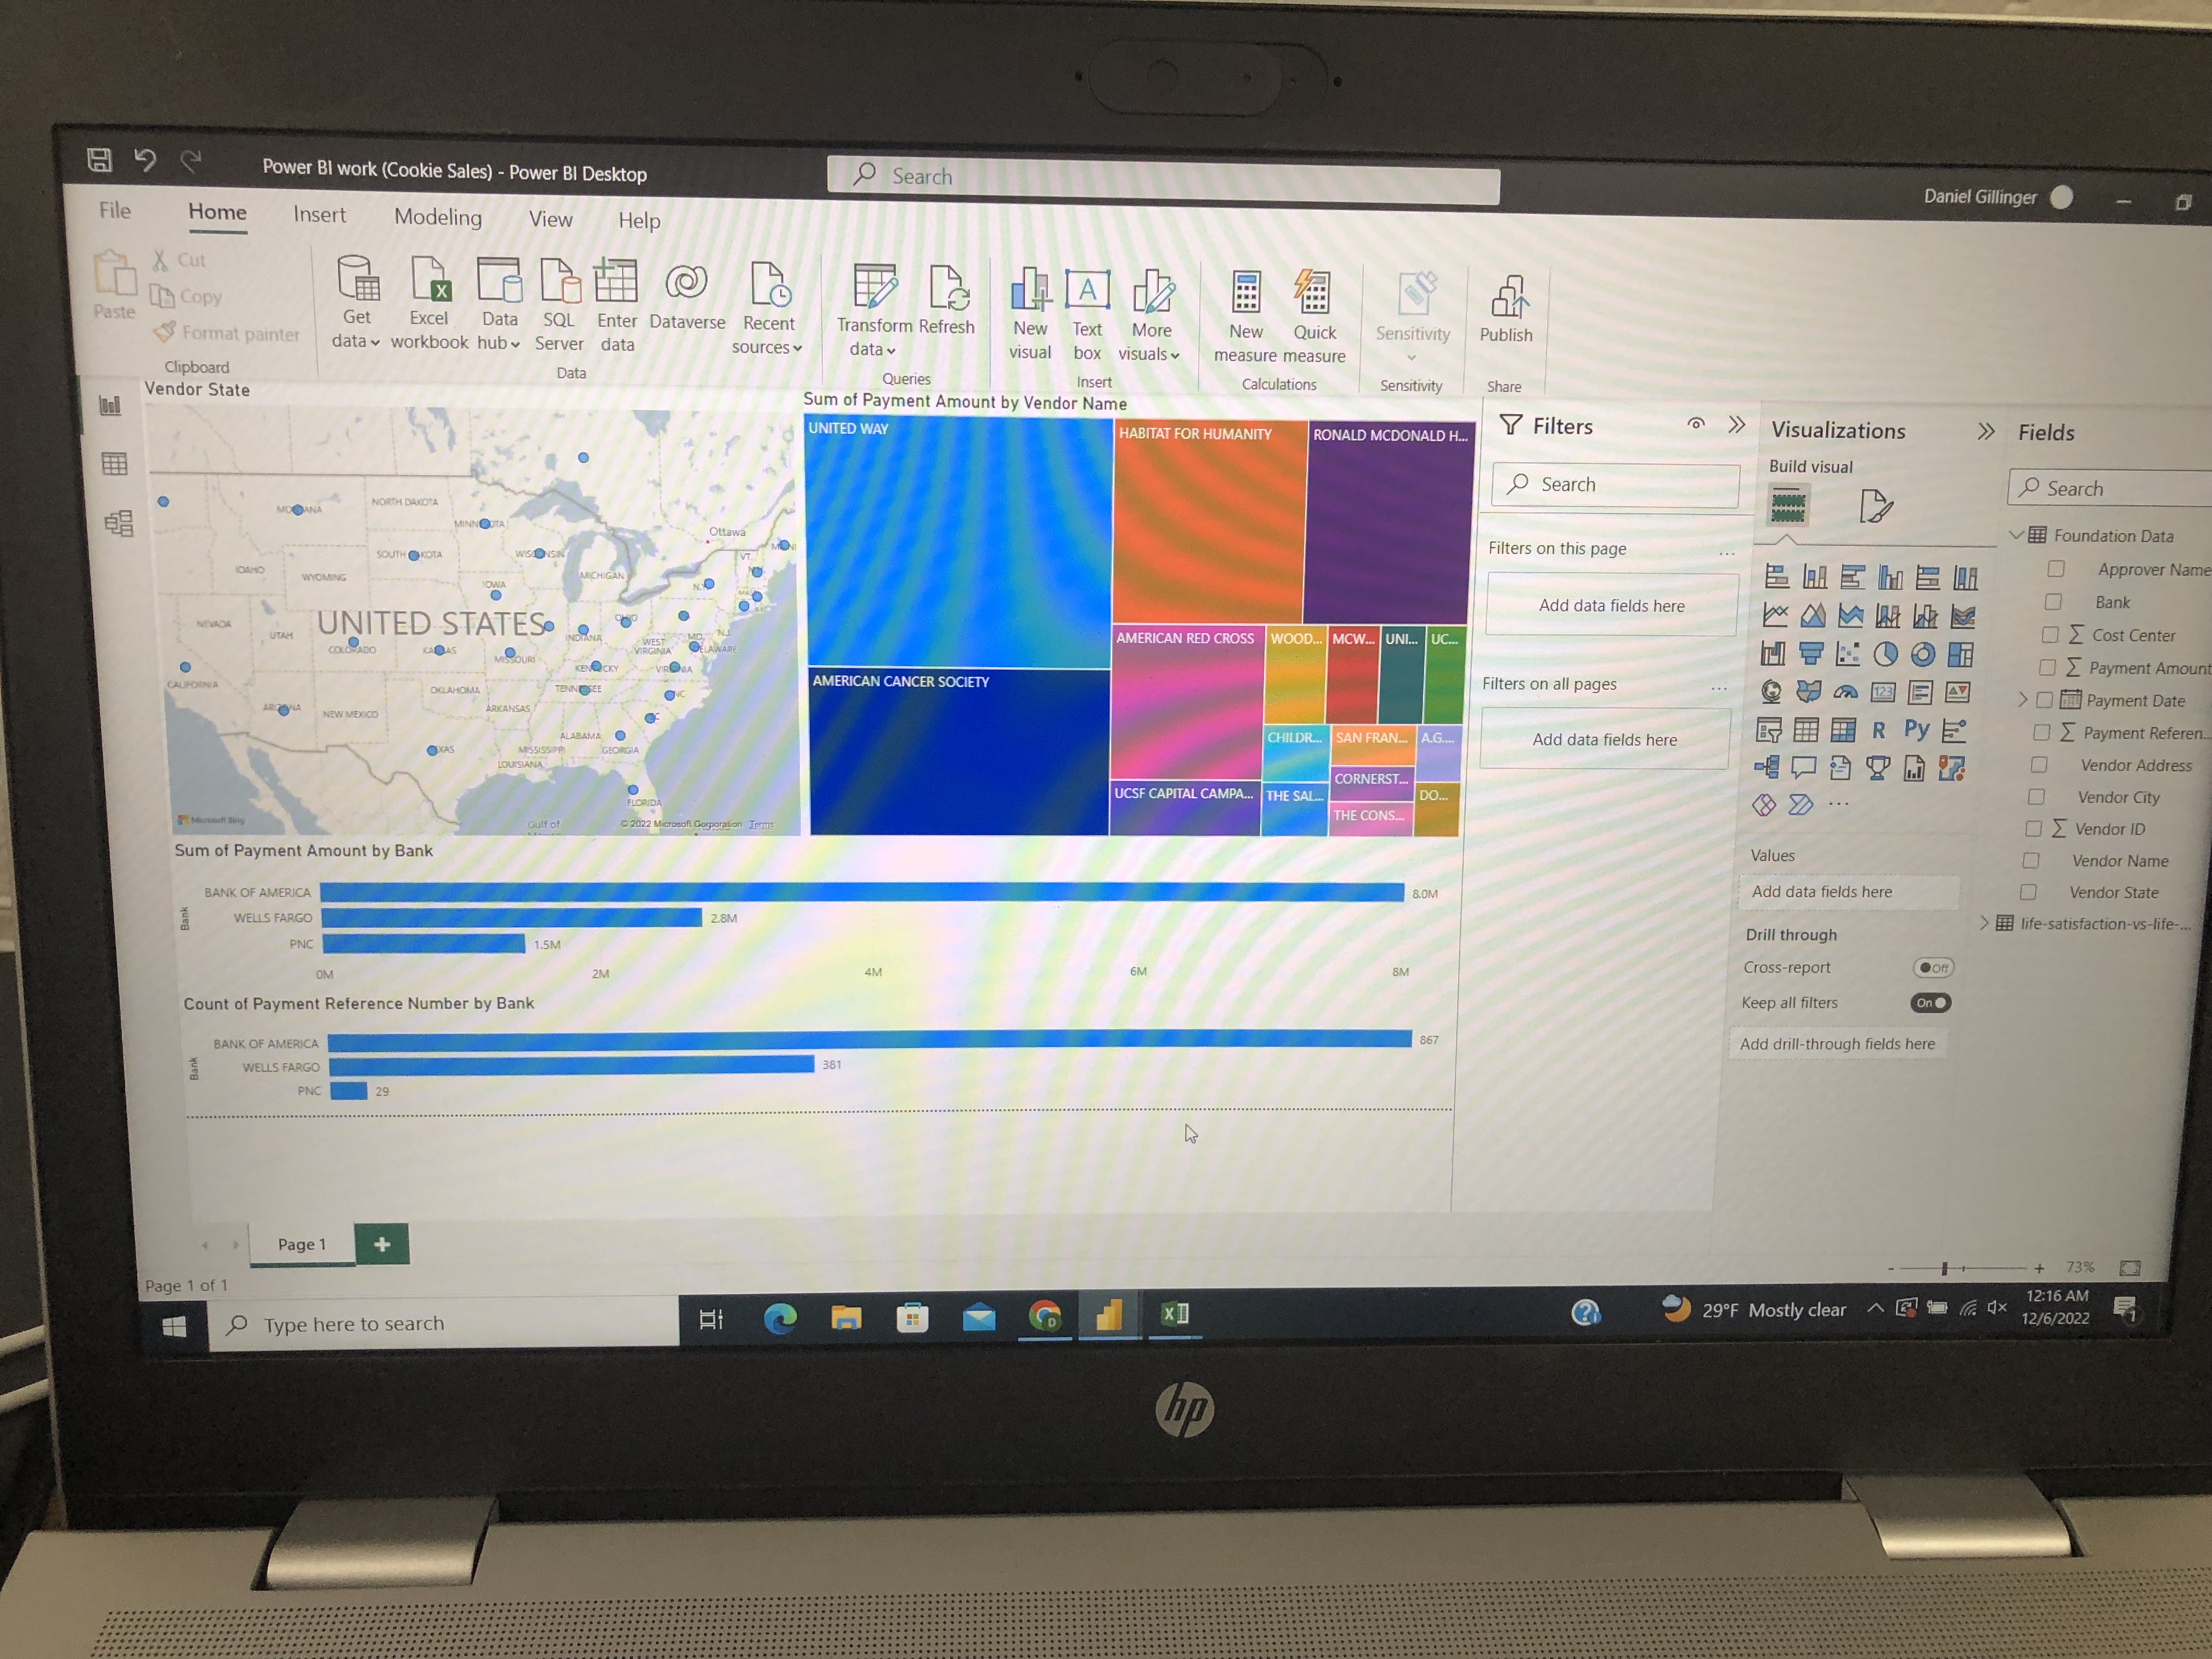 Power BI work (Cookie Sales) - Power BI Desktop
Search
Daniel Gillinger
File Home Insert Modeling View Help
Paste
Cut
Copy
Format painter
Clipboard
Get data
Excel workbook
Data hub
SQL Server
Enter data
Dataverse
Recent sources
Data
Transform data
Refresh
Queries
New visual
Text box
More visuals
Insert
New measure
Quick measure
Calculations
Sensitivity
Sensitivity
Publish
Share
Vendor State
Ottawa
MONTANA
NORTH DAKOTA
MINNESOTA
SOUTH DAKOTA
WISCONSIN
MICHIGAN
VT.
IDAHO
WYOMING
IOWA
NEVADA
UTAH
UNITED STATES
COLORADO
KANSAS
MISSOURI
INDIANA
OHIO
WEST VIRGINIA
MD.
N.J.
DELAWARE
KENTUCKY
VIRGINIA
CALIFORNIA
ARIZONA
NEW MEXICO
OKLAHOMA
ARKANSAS
TENNESSEE
NC
ALABAMA
MISSISSIPPI
GEORGIA
LOUISIANA
FLORIDA
Gulf of
Microsoft Bing
© 2022 Microsoft Corporation Terms
Sum of Payment Amount by Vendor Name
UNITED WAY
HABITAT FOR HUMANITY
RONALD MCDONALD H...
AMERICAN CANCER SOCIETY
AMERICAN RED CROSS
WOOD...
MCW...
UNI...
UC...
CHILDR...
SAN FRAN...
A.G....
CORNERST...
UCSF CAPITAL CAMPA...
THE SAL...
THE CONS...
DO...
Sum of Payment Amount by Bank
Bank
BANK OF AMERICA 8.0M
WELLS FARGO 2.8M
PNC 1.5M
0M 2M 4M 6M 8M
Count of Payment Reference Number by Bank
Bank
BANK OF AMERICA 867
WELLS FARGO 381
PNC 29
Filters
Search
Filters on this page ...
Add data fields here
Filters on all pages ...
Add data fields here
Visualizations
Build visual
123
R Py
...
Values
Add data fields here
Drill through
Cross-report Off
Keep all filters On
Add drill-through fields here
Fields
Search
Foundation Data
Approver Name
Bank
Σ Cost Center
Σ Payment Amount
Payment Date
Σ Payment Referen...
Vendor Address
Vendor City
Σ Vendor ID
Vendor Name
Vendor State
life-satisfaction-vs-life-...
Page 1
+
Page 1 of 1
- + 73%
Type here to search
29°F Mostly clear
12:16 AM
12/6/2022
1
hp